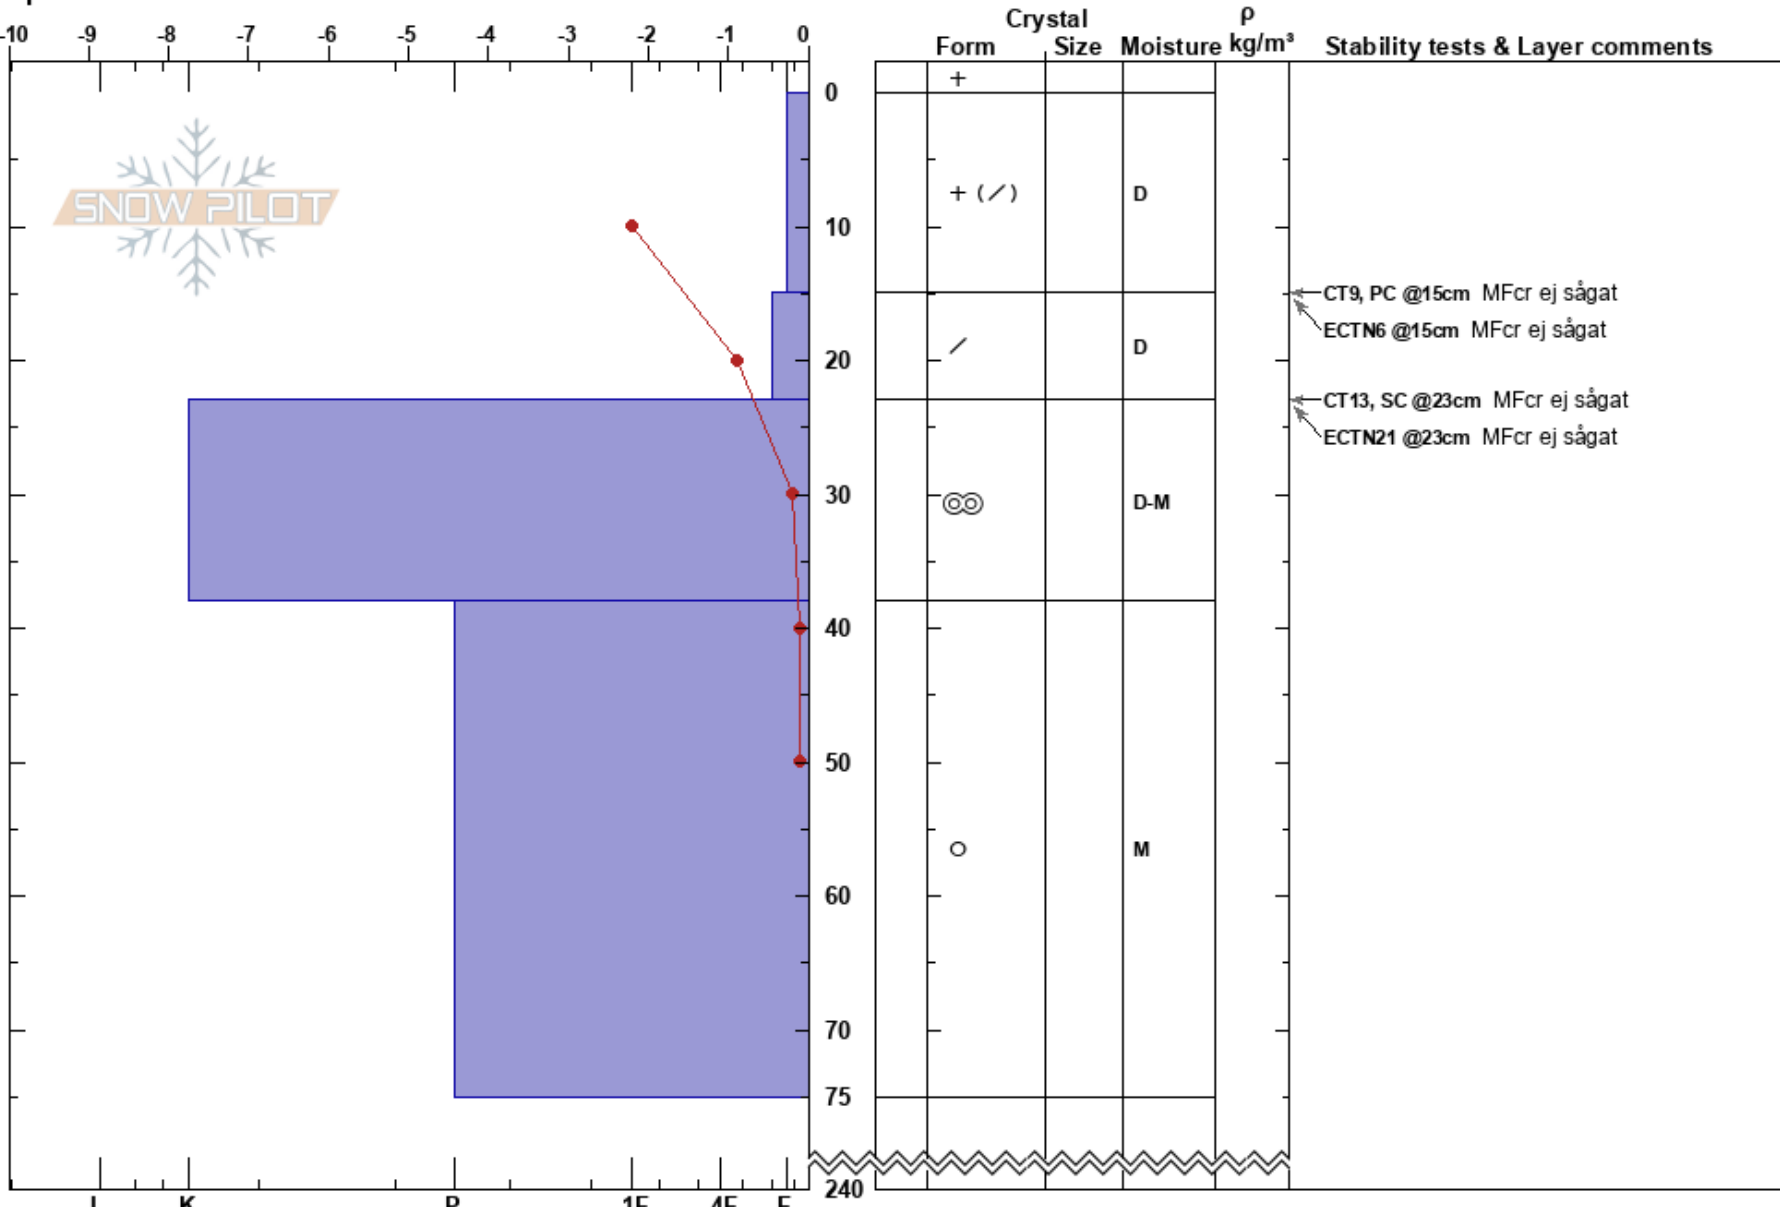 Crystal ρ
-10 -9 -8 -7 -6 -5 -4 -3 -2 -1 0 Form Size Moisture kg/m³ Stability tests & Layer comments
+
0
SNOW PILOT + (/) D
10
CT9, PC @15cm MFcr ej sågat
ECTN6 @15cm MFcr ej sågat
/ D
20
CT13, SC @23cm MFcr ej sågat
ECTN21 @23cm MFcr ej sågat
30 D-M
40
50
M
60
70
75
240
I K P 1F 4F F